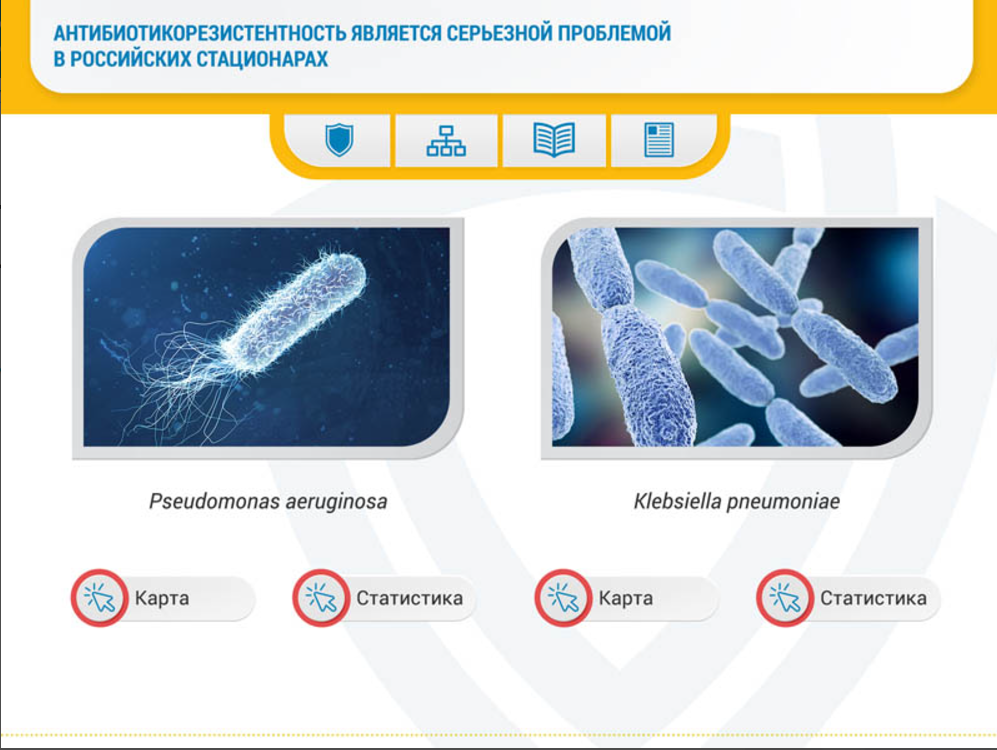 АНТИБИОТИКОРЕЗИСТЕНТНОСТЬ ЯВЛЯЕТСЯ СЕРЬЕЗНОЙ ПРОБЛЕМОЙ
В РОССИЙСКИХ СТАЦИОНАРАХ
Pseudomonas aeruginosa
Klebsiella pneumoniae
Карта
Статистика
Карта
Статистика